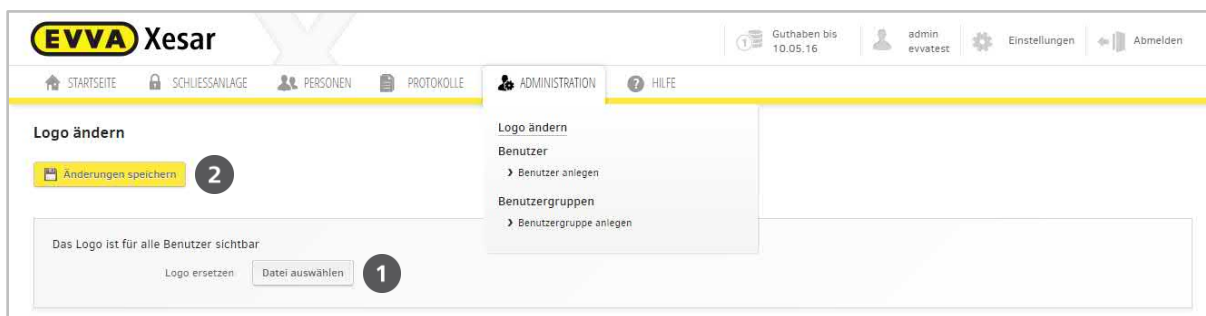 EVVA Xesar
Guthaben bis
10.05.16
admin
evvatest
Einstellungen
Abmelden
STARTSEITE
SCHLIESSANLAGE
PERSONEN
PROTOKOLLE
ADMINISTRATION
HILFE
Logo ändern
Änderungen speichern
2
Logo ändern
Benutzer
Benutzer anlegen
Benutzergruppen
Benutzergruppe anlegen
Das Logo ist für alle Benutzer sichtbar
Logo ersetzen
Datei auswählen
1